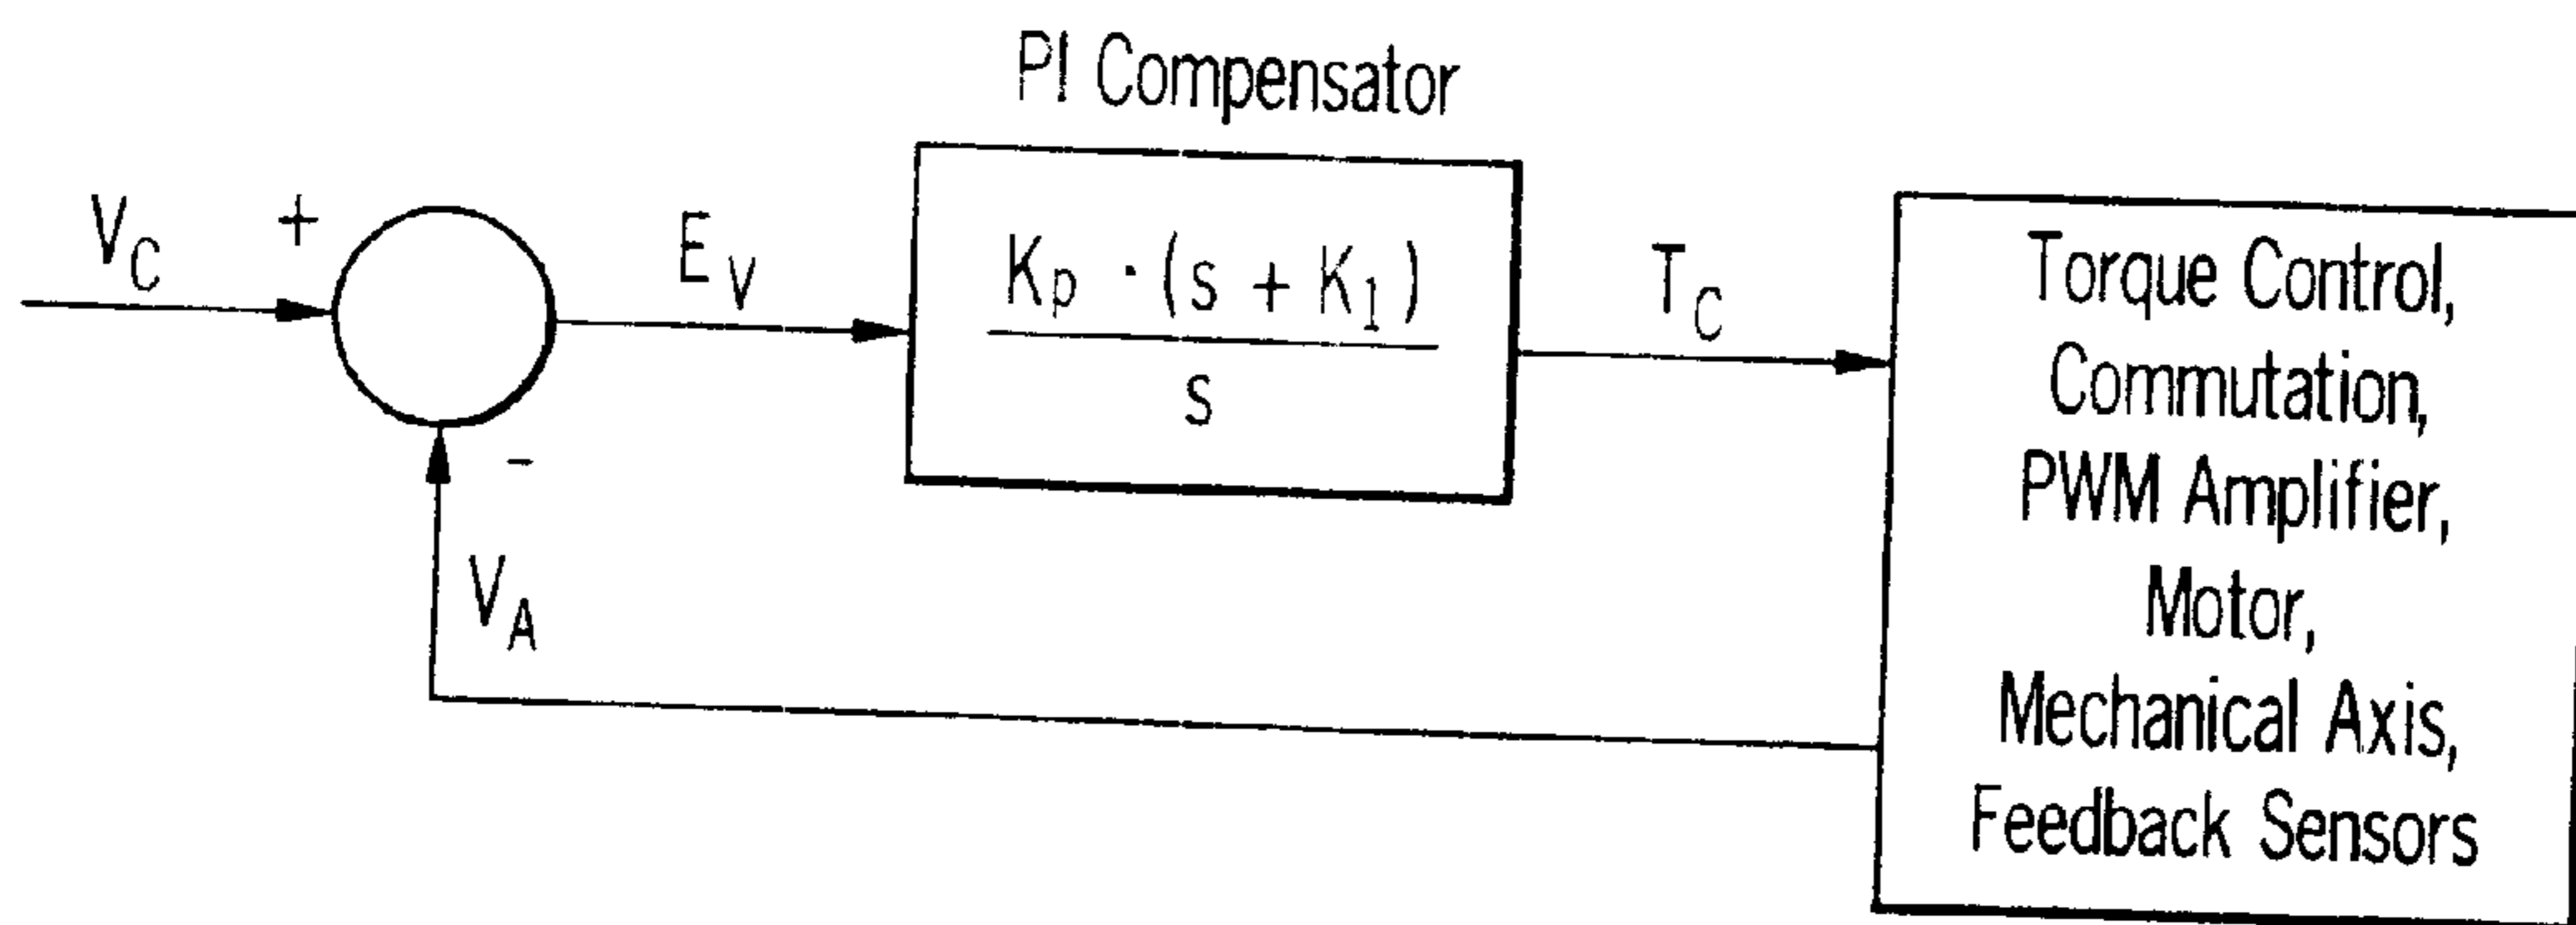 PI Compensator
V_C
+
E_V
K_p · (s + K_1)
s
T_C
-
V_A
Torque Control,
Commutation,
PWM Amplifier,
Motor,
Mechanical Axis,
Feedback Sensors